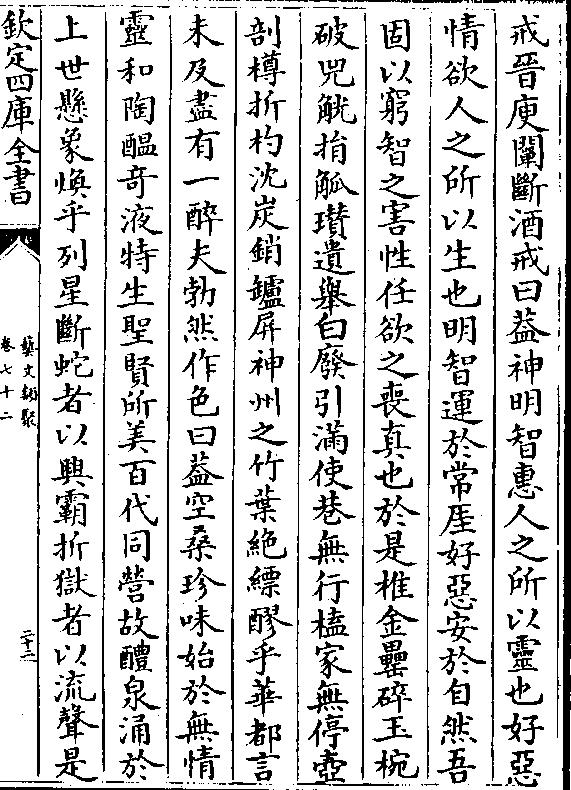 戒晉庾闡斷酒戒曰葢神明智惠人之所以靈也好惡
情欲人之所以生也明智運於常厓好惡安於自然吾
固以窮智之害性任欲之喪真也於是椎金罍碎玉椀
破兕觥捐觚瓚遺舉白廢引滿使巷無行榼家無停壺
剖樽折杓沈炭銷鑪屏神州之竹葉絶縹醪乎華都言
未及盡有一醉夫勃然作色曰葢空桑珍味始於無情
靈和陶醖奇液特生聖賢所美百代同營故醴泉涌於
上世懸象煥乎列星斷蛇者以興霸折獄者以流聲是
欽定四庫全書
藝文類聚
卷七十二
二十二